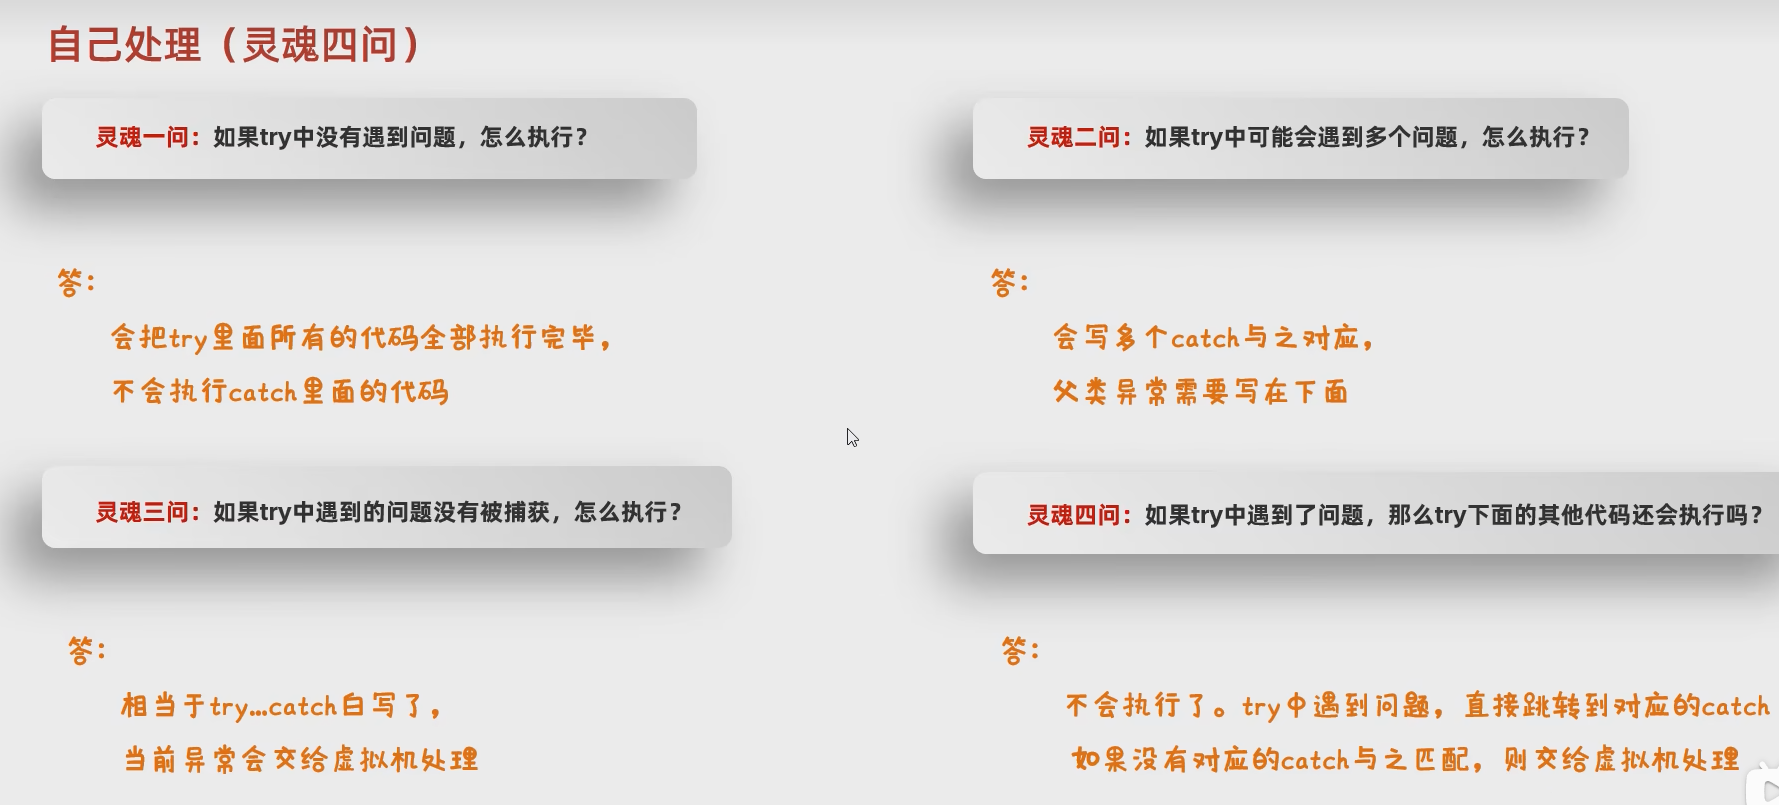 自己处理（灵魂四问）
灵魂一问：如果try中没有遇到问题，怎么执行？
答：
会把try里面所有的代码全部执行完毕，
不会执行catch里面的代码
灵魂二问：如果try中可能会遇到多个问题，怎么执行？
答：
会写多个catch与之对应，
父类异常需要写在下面
灵魂三问：如果try中遇到的问题没有被捕获，怎么执行？
答：
相当于try...catch白写了，
当前异常会交给虚拟机处理
灵魂四问：如果try中遇到了问题，那么try下面的其他代码还会执行吗？
答：
不会执行了。try中遇到问题，直接跳转到对应的catch
如果没有对应的catch与之匹配，则交给虚拟机处理